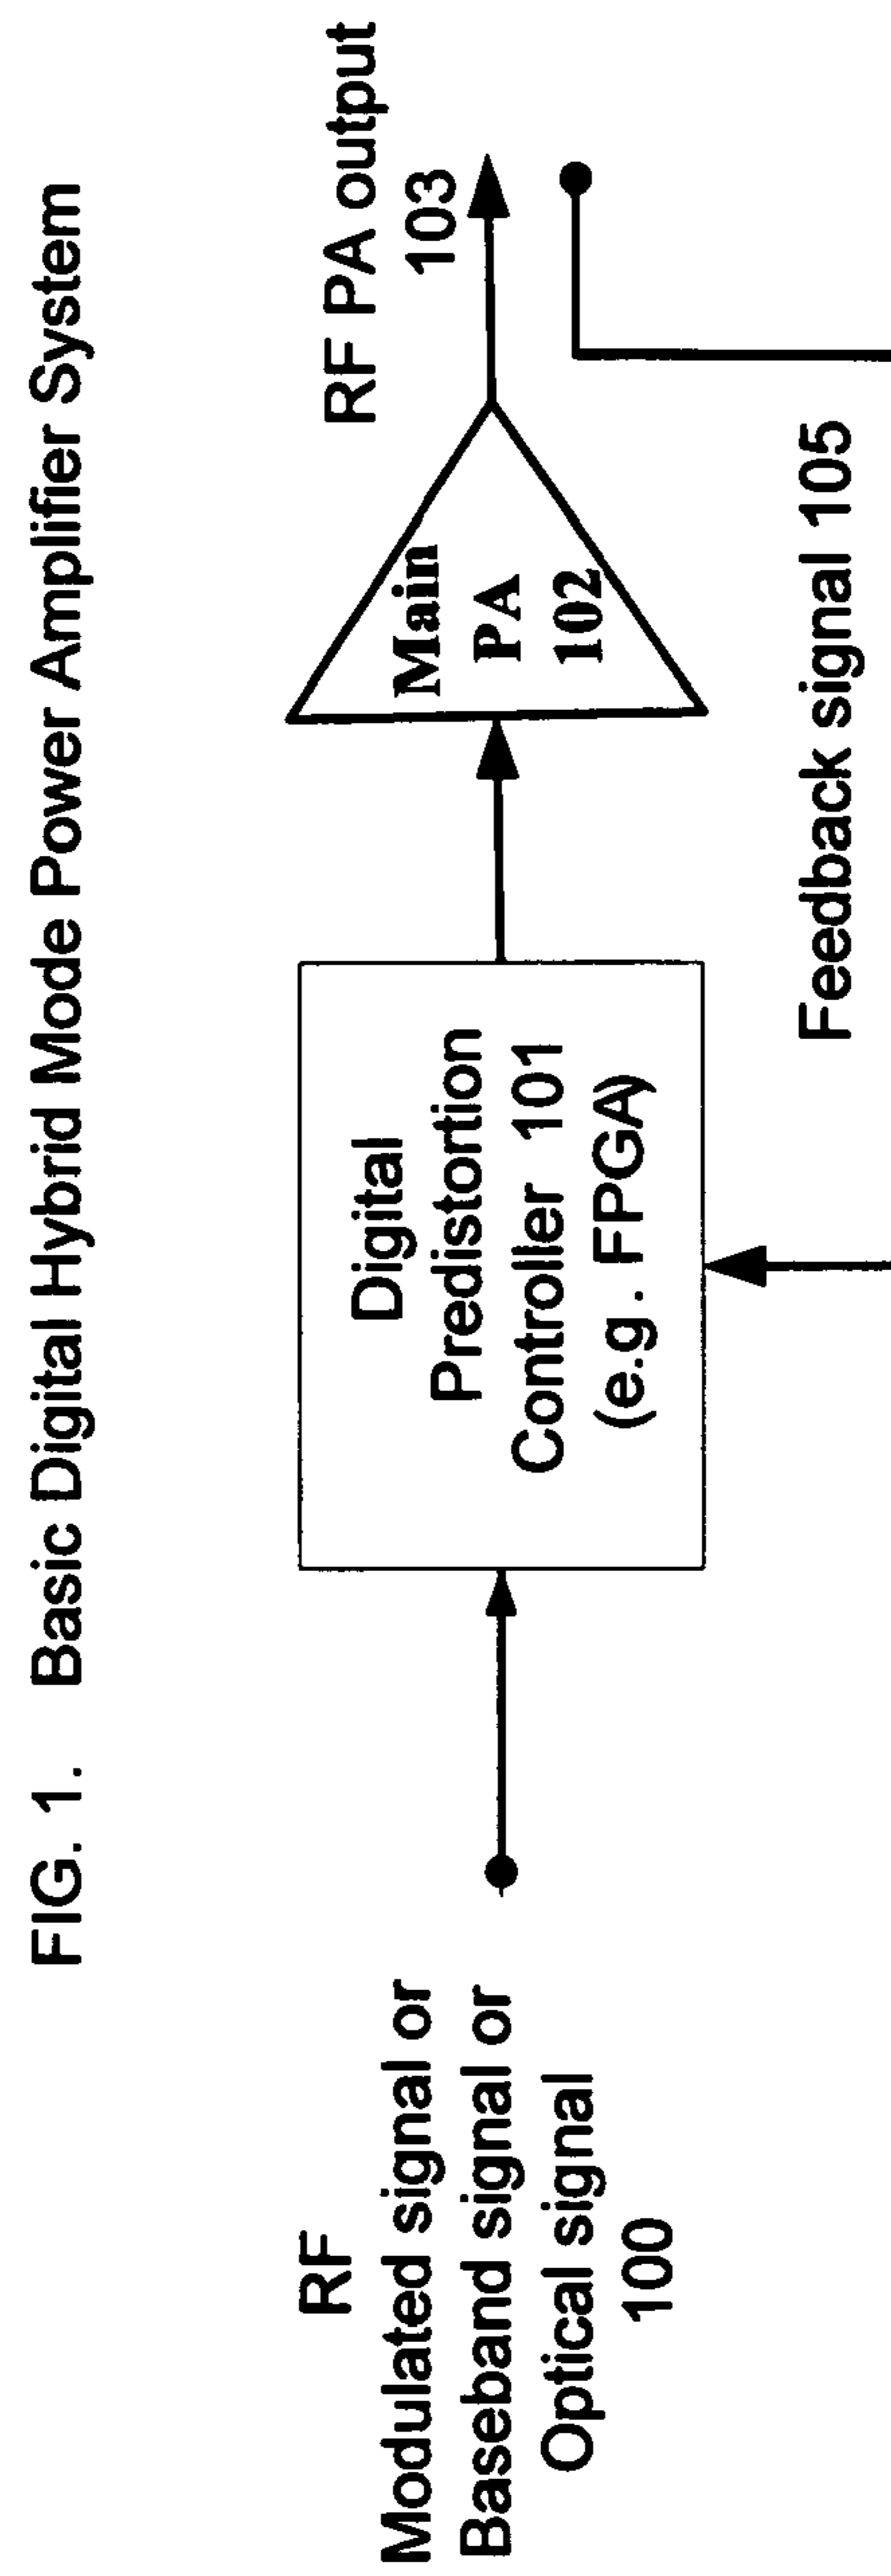 FIG. 1. Basic Digital Hybrid Mode Power Amplifier System
RF
Modulated signal or
Baseband signal or
Optical signal
100
Digital
Predistortion
Controller 101
(e.g. FPGA)
Main
PA
102
RF PA output
103
Feedback signal 105